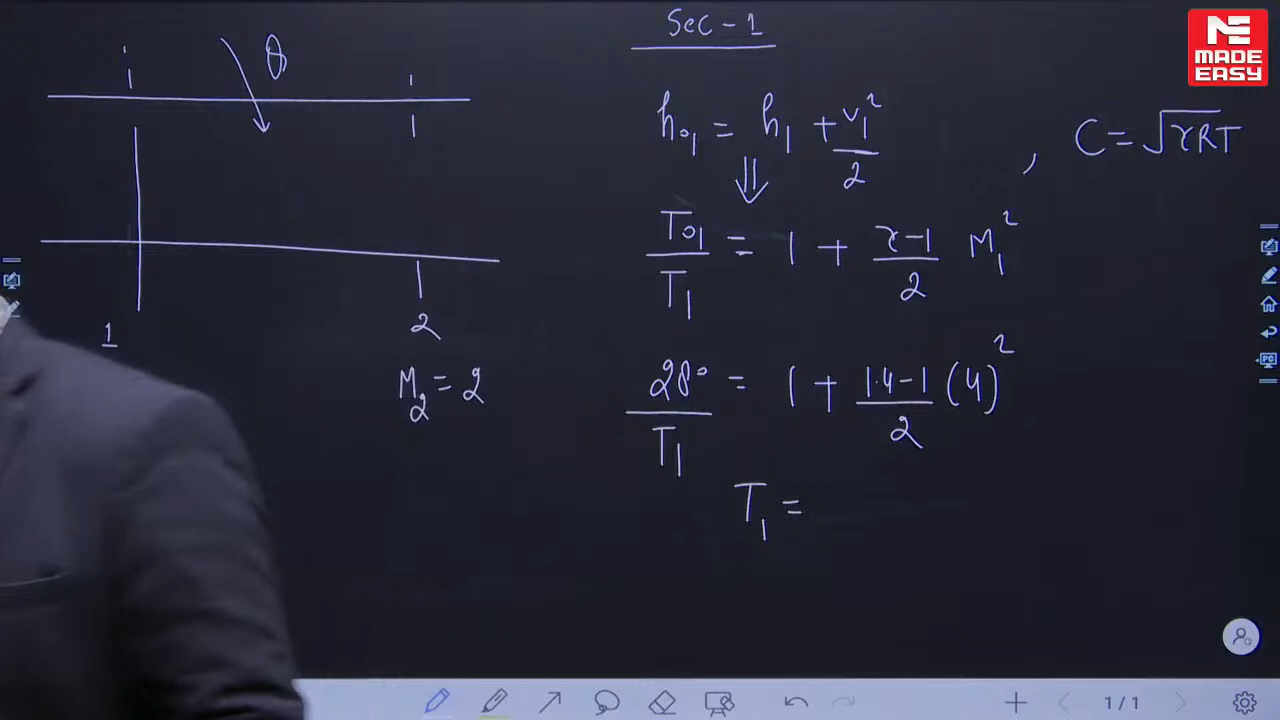 Sec - 1
MADE
EASY
Q
h₀₁ = h₁ + v₁²/2 , C = √γRT
T₀₁/T₁ = 1 + (γ-1)/2 M₁²
1
2
M₂ = 2
280/T₁ = 1 + (1.4-1)/2 (4)²
T₁ =
PC
1/1